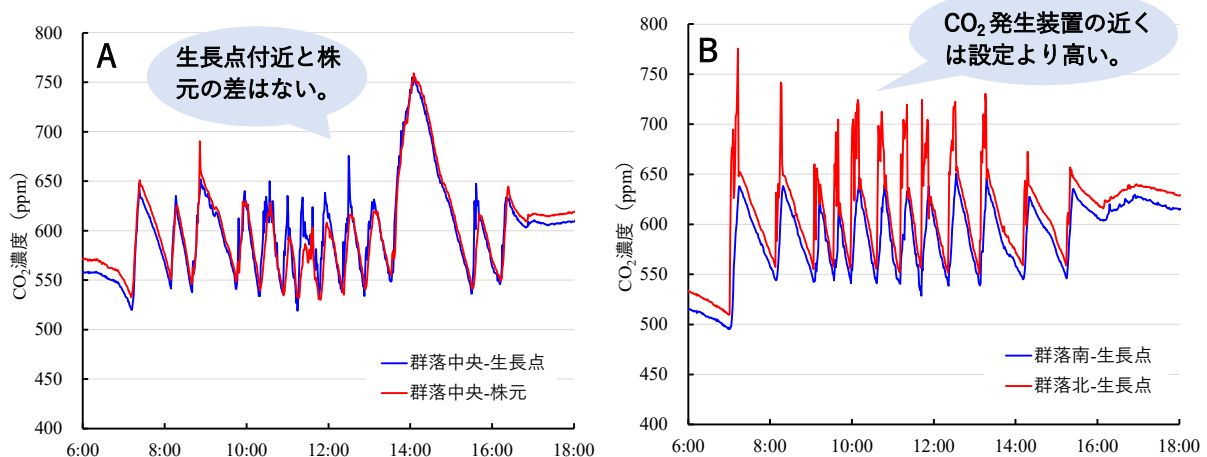 A
生長点付近と株
元の差はない。
CO2濃度（ppm）
800
750
700
650
600
550
500
450
400
6:00
8:00
10:00
12:00
14:00
16:00
18:00
群落中央-生長点
群落中央-株元
B
CO2発生装置の近く
は設定より高い。
CO2濃度（ppm）
800
750
700
650
600
550
500
450
400
6:00
8:00
10:00
12:00
14:00
16:00
18:00
群落南-生長点
群落北-生長点